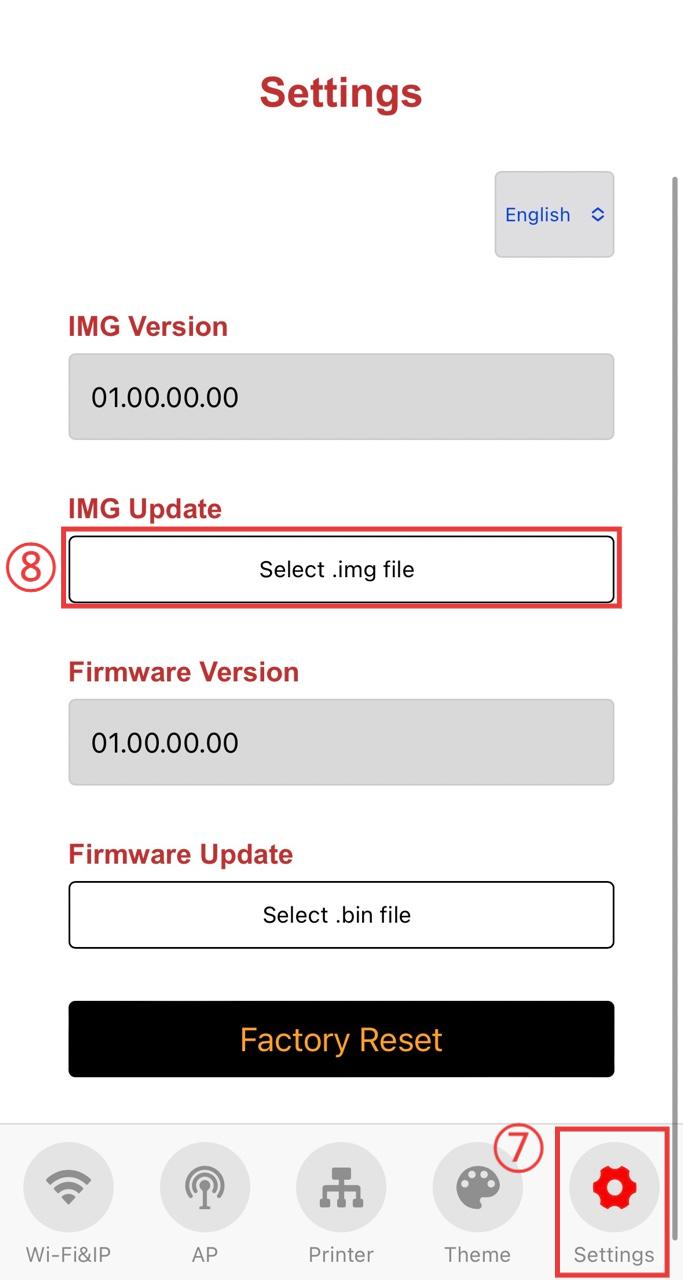 Settings
English
IMG Version
01.00.00.00
IMG Update
⑧
Select .img file
Firmware Version
01.00.00.00
Firmware Update
Select .bin file
Factory Reset
⑦
Wi-Fi&IP
AP
Printer
Theme
Settings